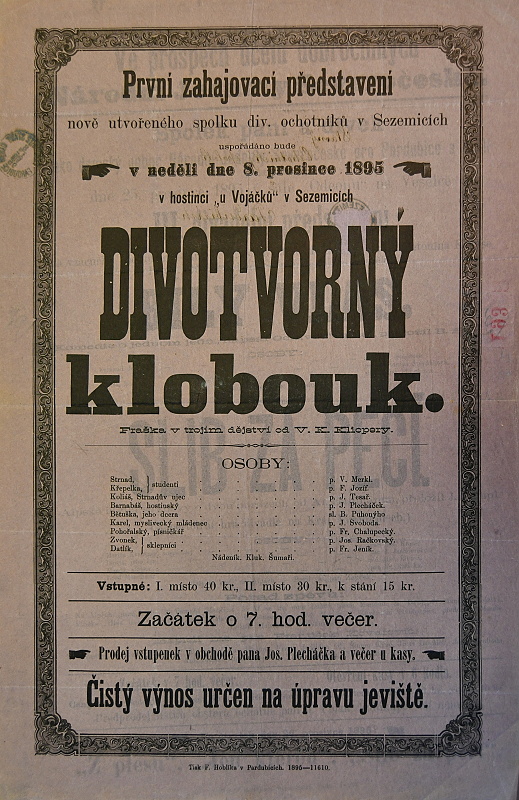 První zahajovací představení
nově utvořeného spolku div. ochotníků v Sezemicích
uspořádáno bude
v neděli dne 8. prosince 1895
v hostinci „u Vojáčků“ v Sezemicích
DIVOTVORNÝ
klobouk.
Fraška v trojím dějství od V. K. Klicpery.
OSOBY:
Strnad, } studenti . . . p. V. Merkl.
Křepelka, } p. F. Jozíf.
Koliáš, Strnadův ujec . . . p. J. Tesař.
Barnabáš, hostinský . . . p. J. Plecháček.
Bětuška, jeho dcera . . . sl. B. Puhonýho
Karel, myslivecký mládenec . . . p. J. Svoboda.
Pohořalský, písničkář . . . p. Fr. Chalupecký.
Zvonek, } sklepníci . . . p. Jos. Račkovský.
Datlík, } p. Fr. Jeník.
Nádeník. Kluk. Šumaři.
Vstupné: I. místo 40 kr., II. místo 30 kr., k stání 15 kr.
Začátek o 7. hod. večer.
Prodej vstupenek v obchodě pana Jos. Plecháčka a večer u kasy.
Čistý výnos určen na úpravu jeviště.
Tisk F. Hoblíka v Pardubicích. 1895—11610.